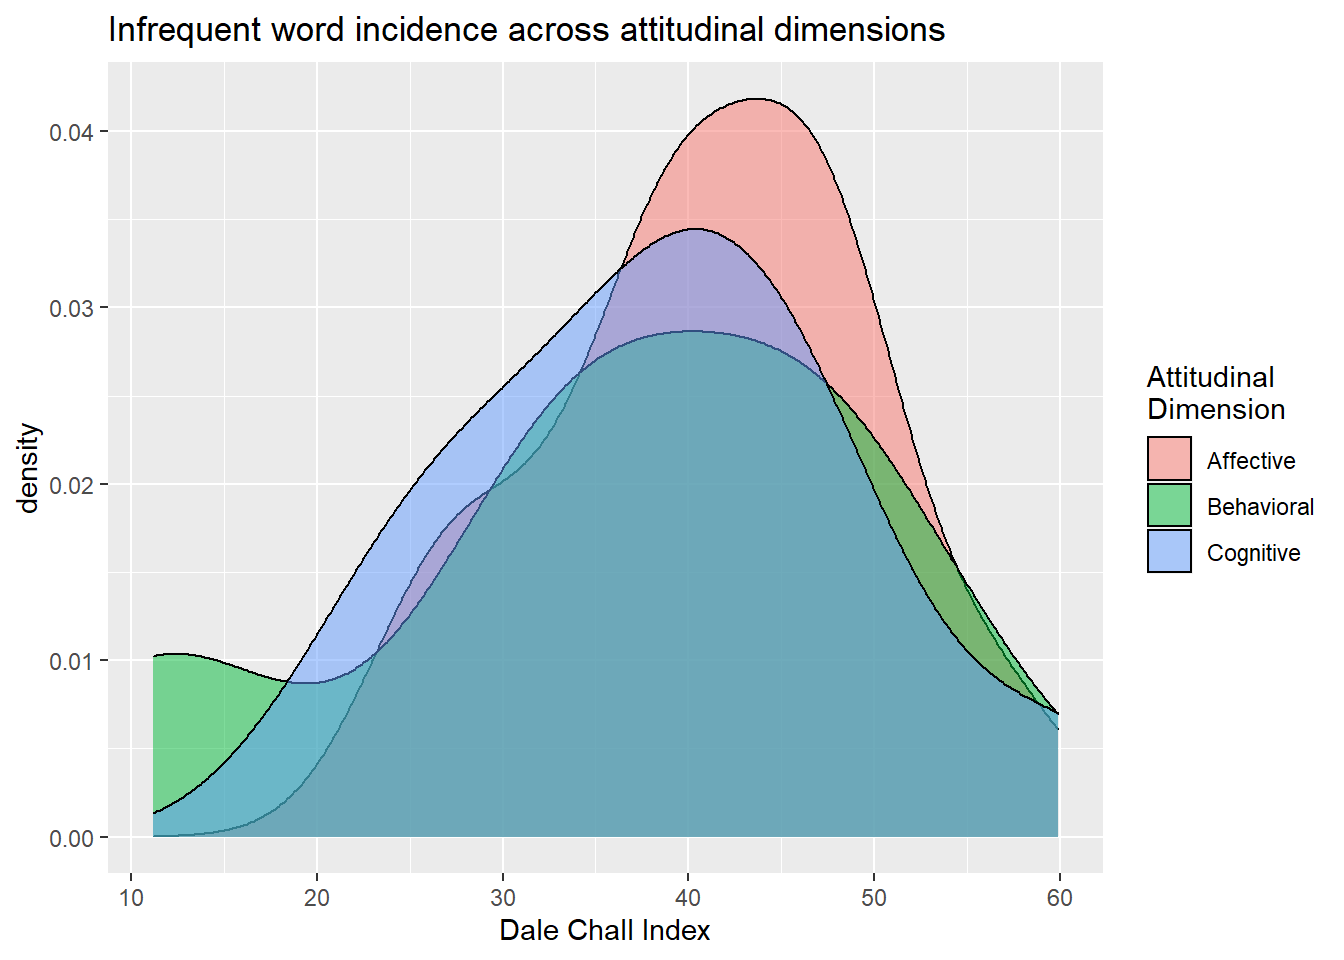 Infrequent word incidence across attitudinal dimensions
0.04
0.03
0.02
0.01
0.00
density
10 20 30 40 50 60
Dale Chall Index
Attitudinal
Dimension
Affective
Behavioral
Cognitive